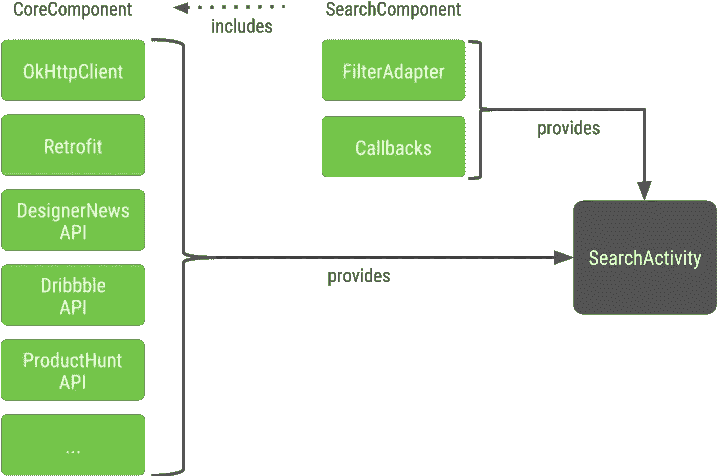 CoreComponent
includes
SearchComponent
OkHttpClient
Retrofit
DesignerNews
API
Dribbble
API
ProductHunt
API
...
FilterAdapter
Callbacks
provides
provides
SearchActivity